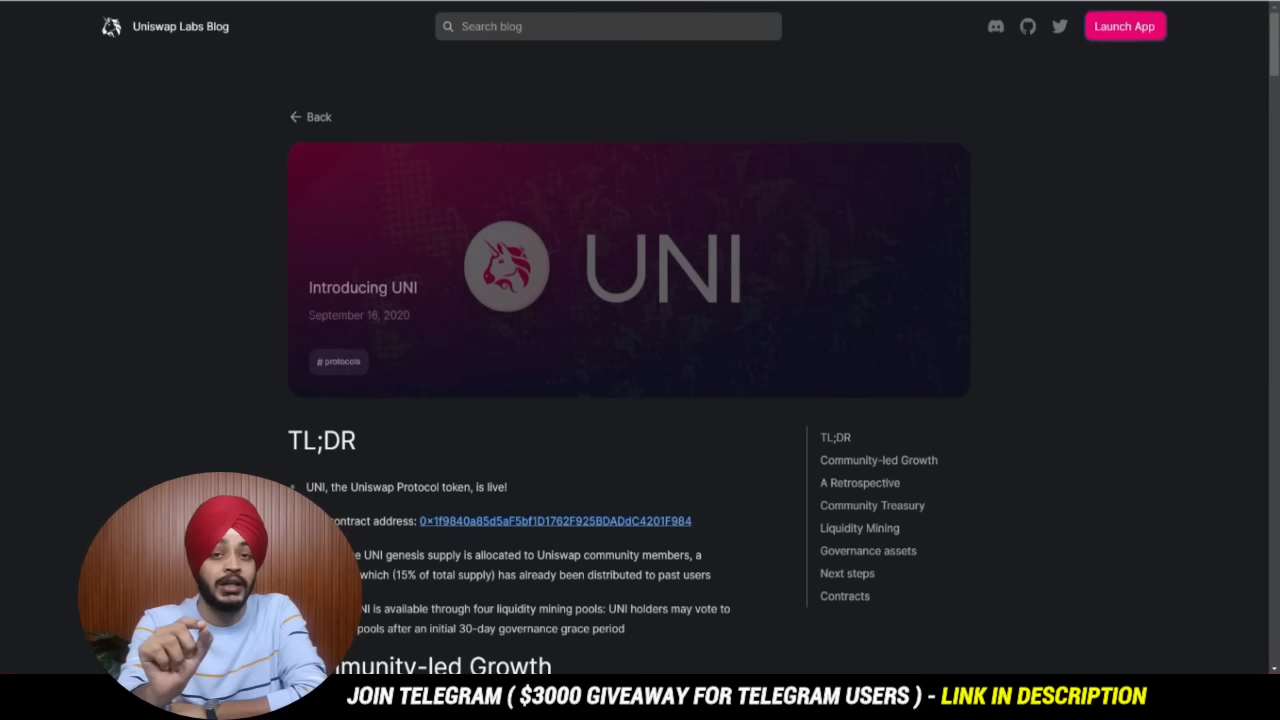 Uniswap Labs Blog
Search blog
Launch App
Back
UNI
Introducing UNI
September 16, 2020
# protocols
TL;DR
UNI, the Uniswap Protocol token, is live!
contract address: 0x1f9840a85d5aF5bf1D1762F925BDADdC4201F984
UNI genesis supply is allocated to Uniswap community members, a
which (15% of total supply) has already been distributed to past users
is available through four liquidity mining pools: UNI holders may vote to
pools after an initial 30-day governance grace period
munity-led Growth
TL;DR
Community-led Growth
A Retrospective
Community Treasury
Liquidity Mining
Governance assets
Next steps
Contracts
JOIN TELEGRAM ( $3000 GIVEAWAY FOR TELEGRAM USERS ) - LINK IN DESCRIPTION